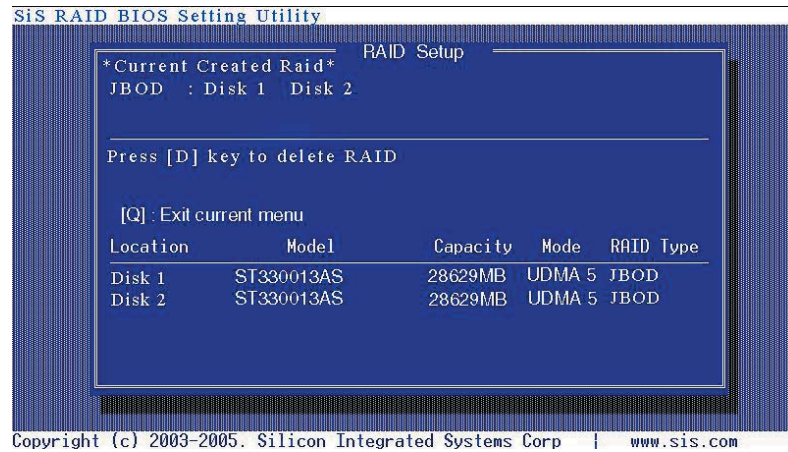 SiS RAID BIOS Setting Utility
RAID Setup
*Current Created Raid*
JBOD : Disk 1 Disk 2
Press [D] key to delete RAID
[Q] : Exit current menu
Location Model Capacity Mode RAID Type
Disk 1 ST330013AS 28629MB UDMA 5 JBOD
Disk 2 ST330013AS 28629MB UDMA 5 JBOD
Copyright (c) 2003-2005. Silicon Integrated Systems Corp | www.sis.com